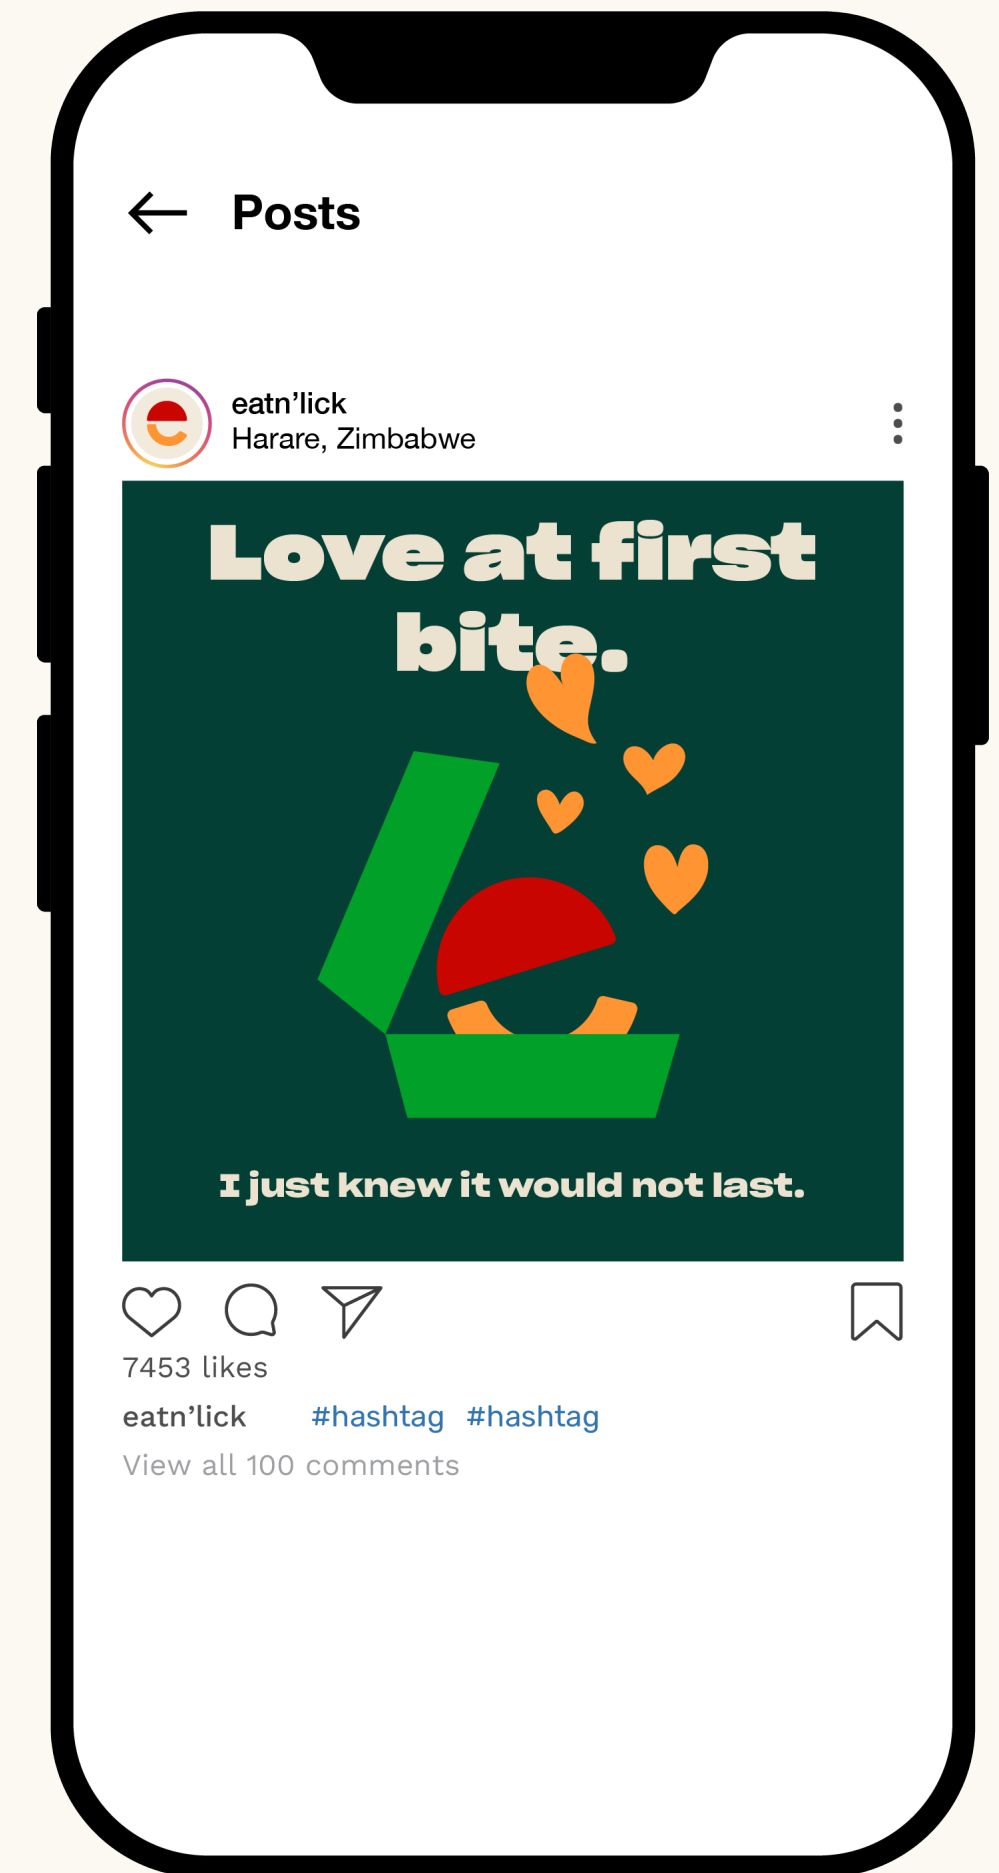 Posts
eatn’lick
Harare, Zimbabwe
Love at first
bite.
I just knew it would not last.
7453 likes
eatn’lick #hashtag #hashtag
View all 100 comments